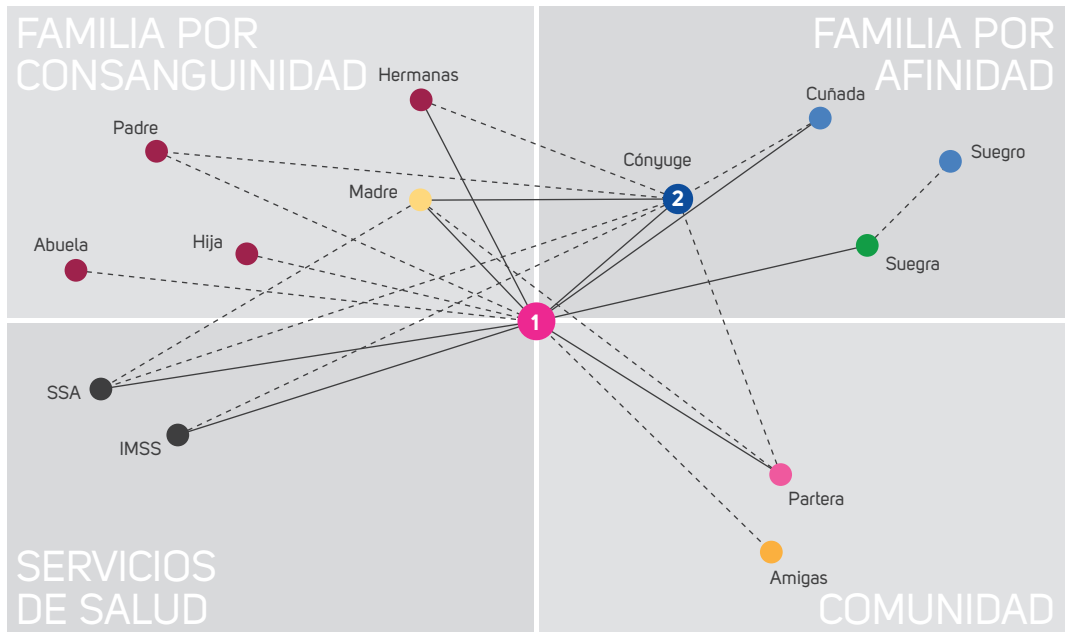 FAMILIA POR
CONSANGUINIDAD
FAMILIA POR
AFINIDAD
Hermanas
Padre
Madre
Abuela
Hija
Cuñada
Cónyuge
Suegro
2
Suegra
1
SSA
IMSS
Partera
Amigas
SERVICIOS
DE SALUD
COMUNIDAD